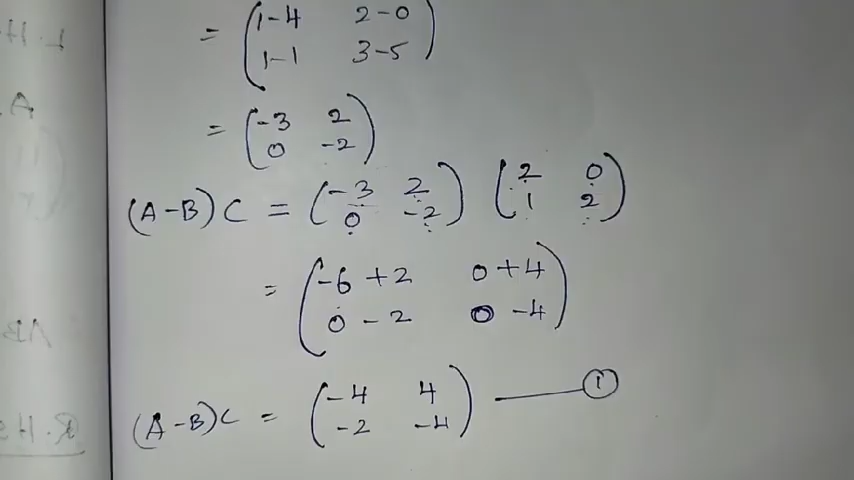 = (1-4 2-0
1-1 3-5)
= (-3 2
0 -2)
(A-B) C = (-3 2
0 -2) (2 0
1 2)
= (-6+2 0+4
0-2 0-4)
(A-B)C = (-4 4
-2 -4) —— ①